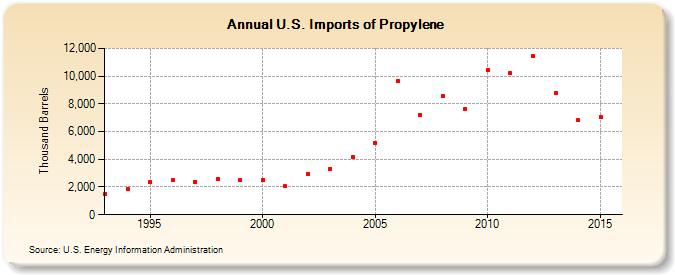 Annual U.S. Imports of Propylene
Thousand Barrels
12,000
10,000
8,000
6,000
4,000
2,000
0
1995 2000 2005 2010 2015
Source: U.S. Energy Information Administration